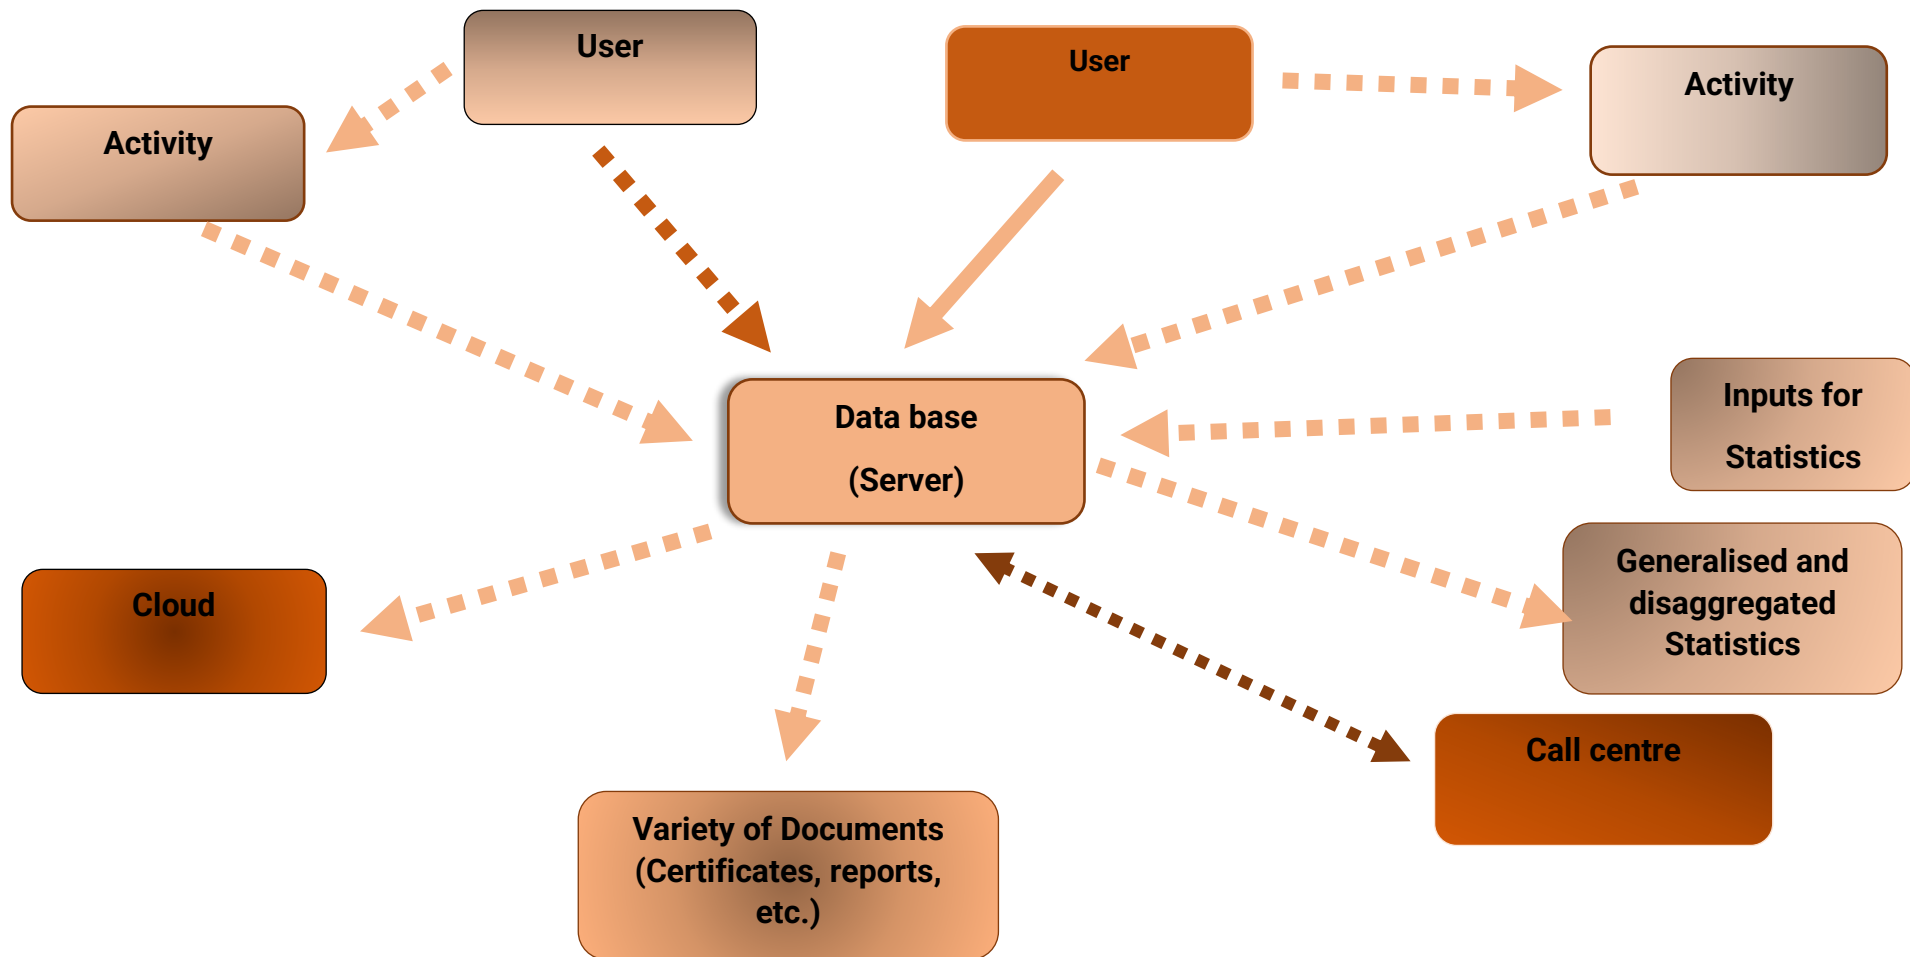 User
User
Activity
Activity
Data base
(Server)
Inputs for
Statistics
Generalised and
disaggregated
Statistics
Cloud
Call centre
Variety of Documents
(Certificates, reports,
etc.)